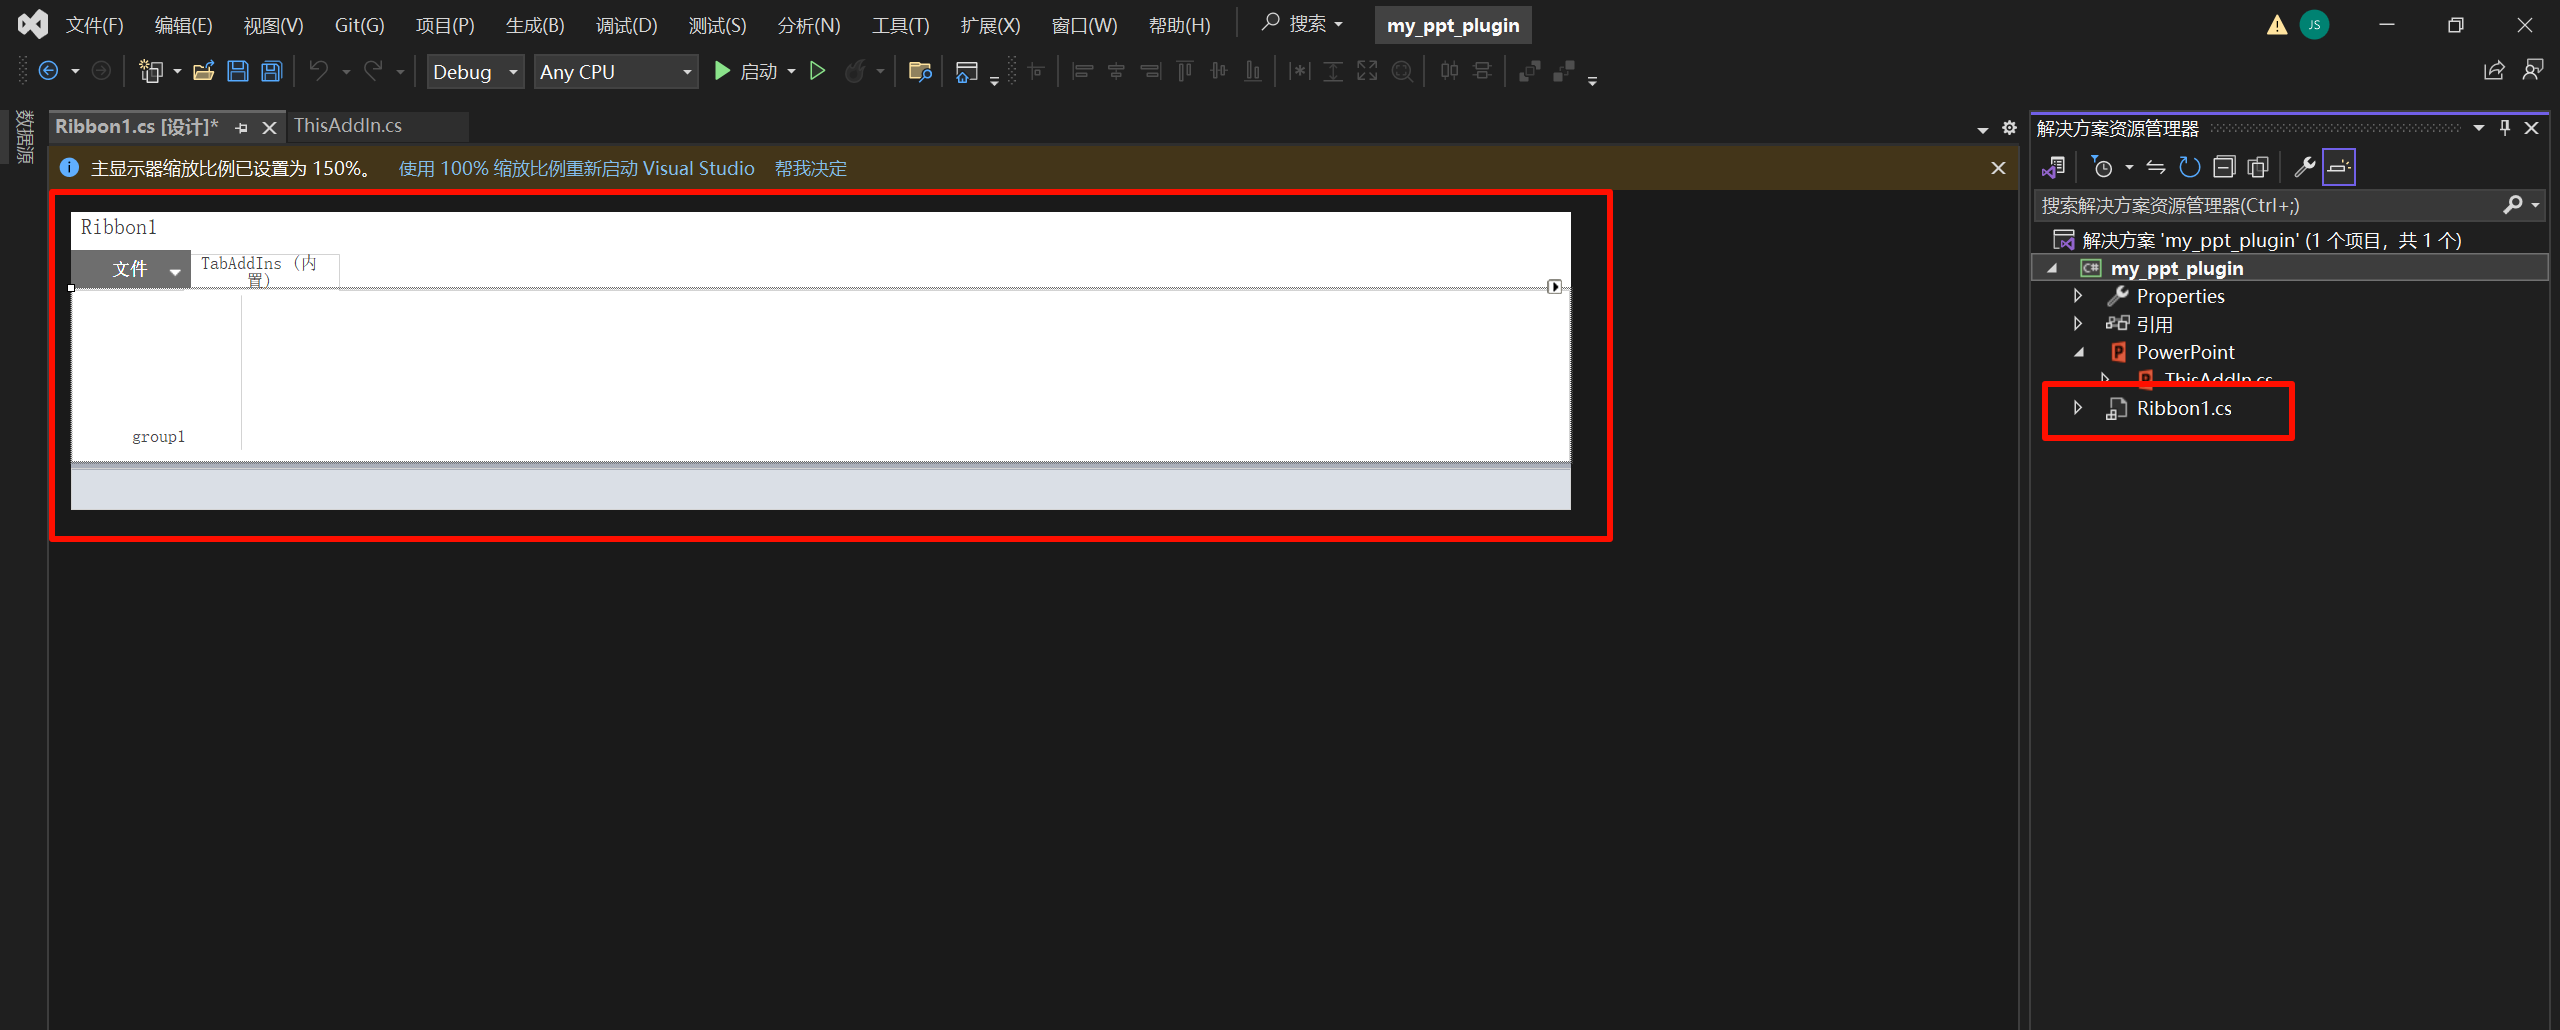 文件(F) 编辑(E) 视图(V) Git(G) 项目(P) 生成(B) 调试(D) 测试(S) 分析(N) 工具(T) 扩展(X) 窗口(W) 帮助(H) 搜索 my_ppt_plugin JS
Debug Any CPU 启动
数据源
Ribbon1.cs [设计]* ThisAddIn.cs
主显示器缩放比例已设置为 150%。 使用 100% 缩放比例重新启动 Visual Studio 帮我决定
Ribbon1
文件
TabAddIns (内
置)
group1
解决方案资源管理器
搜索解决方案资源管理器(Ctrl+;)
解决方案 'my_ppt_plugin' (1 个项目，共 1 个)
C# my_ppt_plugin
Properties
引用
PowerPoint
ThisAddIn.cs
Ribbon1.cs